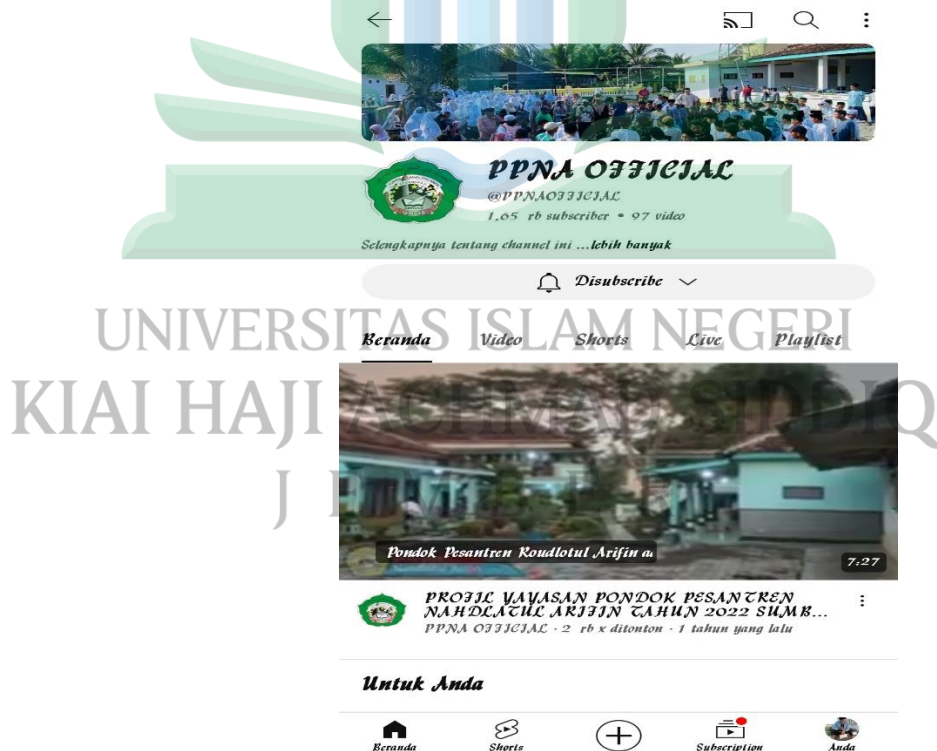 PPNA OFFICIAL
@PPNAOFFICIAL
1,65 rb subscriber • 97 video
Selengkapnya tentang channel ini ...lebih banyak
Disubscribe
Beranda Video Shorts Live Playlist
UNIVERSITAS ISLAM NEGERI
KIAI HAJI ACHMAD SIDDIQ
Pondok Pesantren Roudlotul Arifin a
7:27
PROFIL YAYASAN PONDOK PESANTREN
NAHDLATUL ARIFIN TAHUN 2022 SUMB...
PPNA OFFICIAL · 2 rb x ditonton · 1 tahun yang lalu
Untuk Anda
Beranda Shorts Subscription Anda